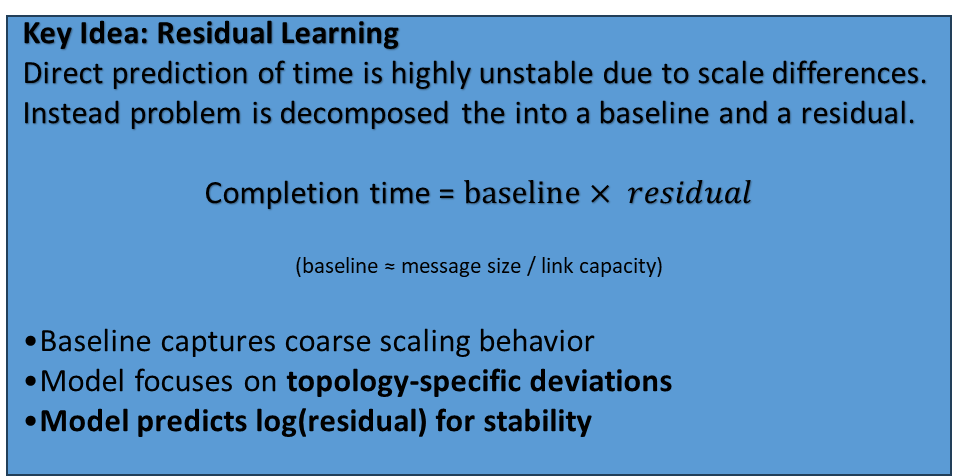 Key Idea: Residual Learning
Direct prediction of time is highly unstable due to scale differences.
Instead problem is decomposed the into a baseline and a residual.
Completion time = baseline × residual
(baseline ≈ message size / link capacity)
•Baseline captures coarse scaling behavior
•Model focuses on topology-specific deviations
•Model predicts log(residual) for stability